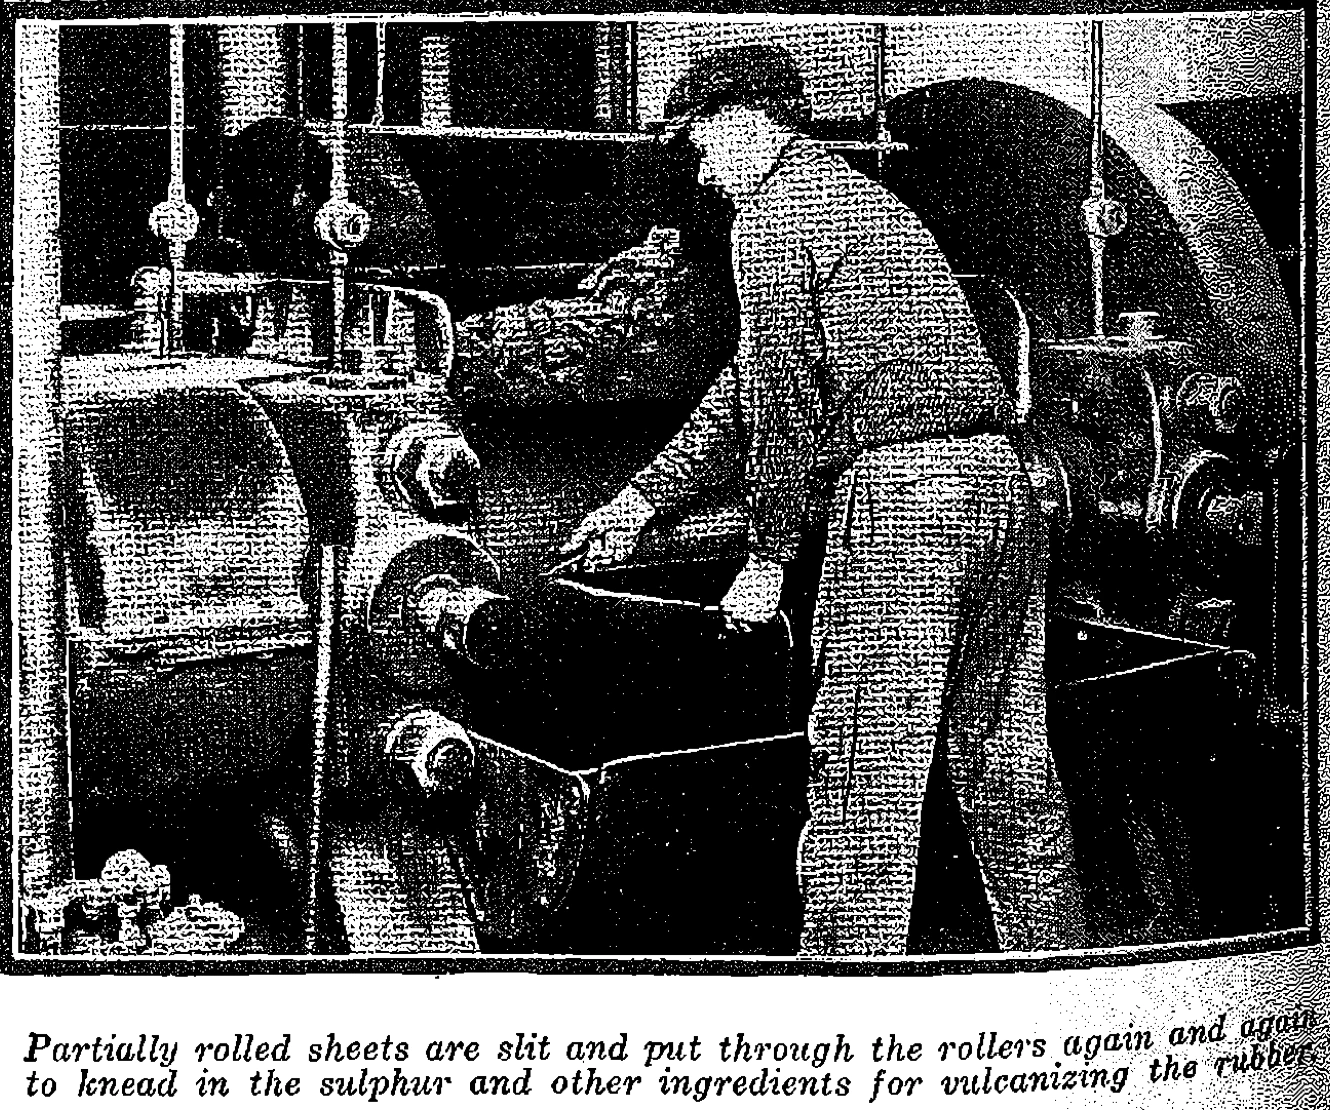 Partially rolled sheets are slit and put through the rollers again and again
to knead in the sulphur and other ingredients for vulcanizing the rubber.